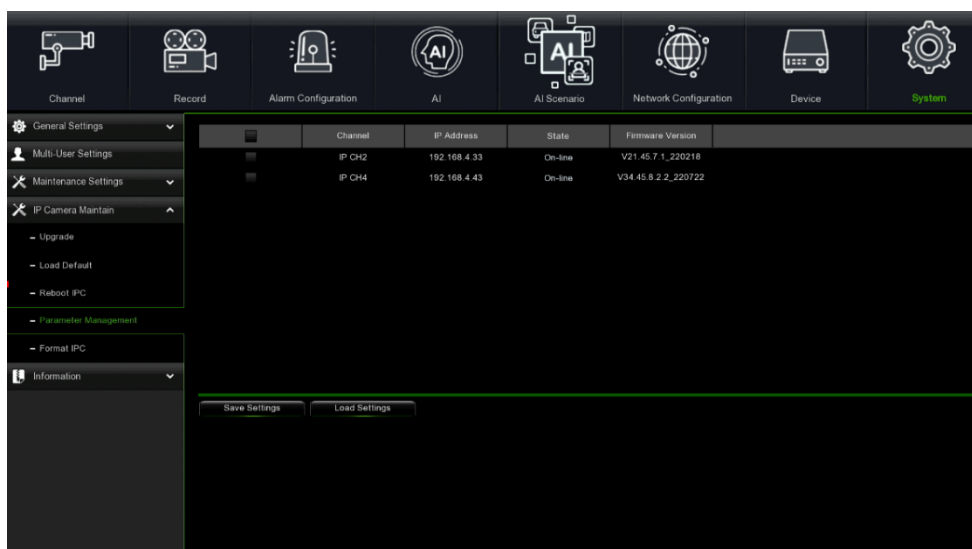 Channel Record Alarm Configuration AI AI Scenario Network Configuration Device System
General Settings
Multi-User Settings
Maintenance Settings
IP Camera Maintain
Upgrade
Load Default
Reboot IPC
Parameter Management
Format IPC
Information
Channel IP Address State Firmware Version
IP CH2 192.168.4.33 On-line V21.45.7.1_220218
IP CH4 192.168.4.43 On-line V34.45.8.2.2_220722
Save Settings Load Settings